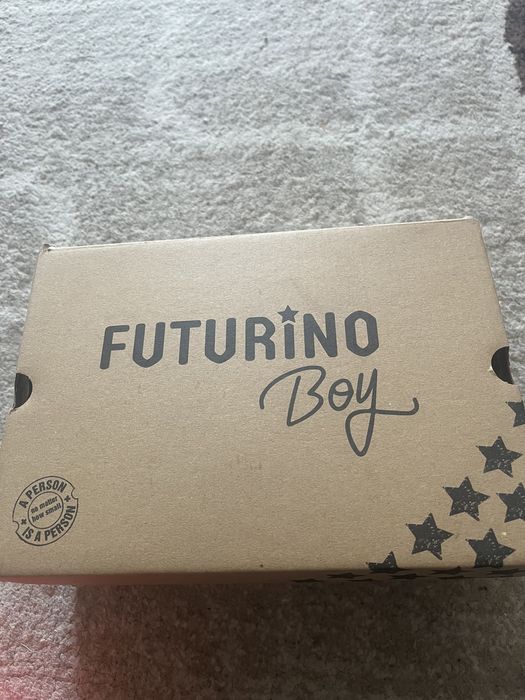 FUTURINO
Boy
A PERSON
no matter
how small
IS A PERSON